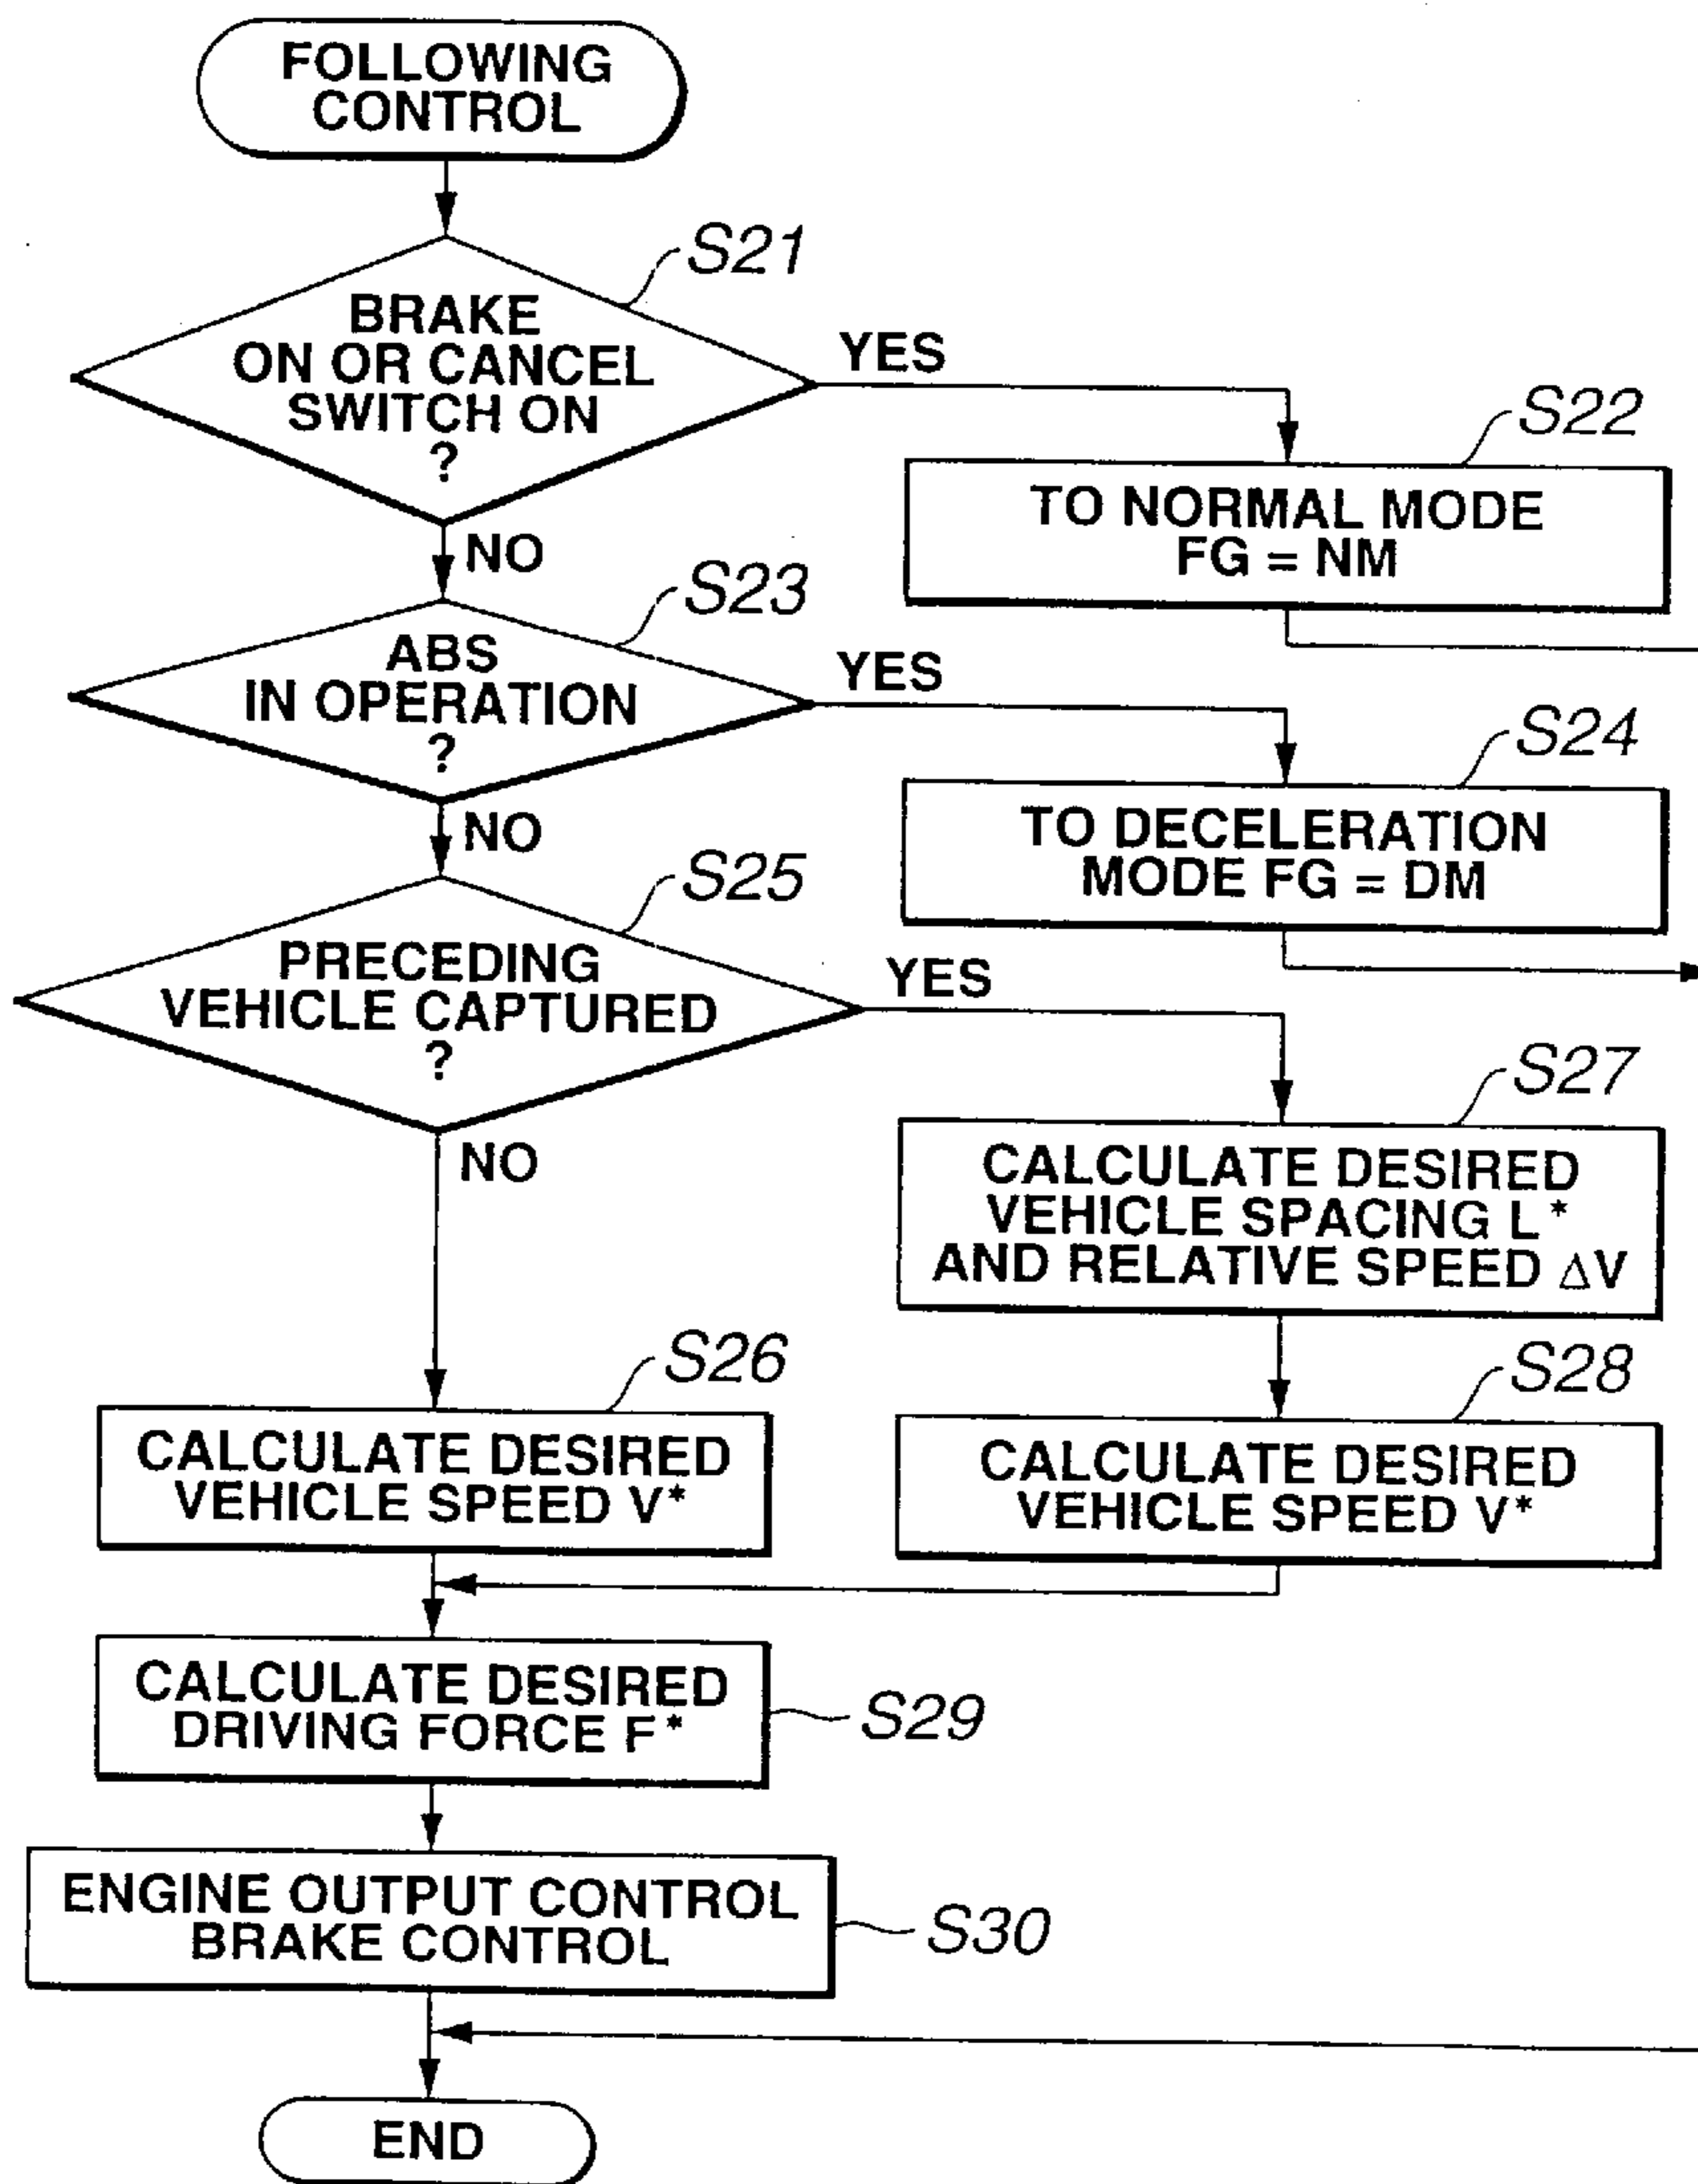 FOLLOWING
CONTROL
S21
BRAKE
ON OR CANCEL
SWITCH ON
?
YES
S22
TO NORMAL MODE
FG = NM
NO
S23
ABS
IN OPERATION
?
YES
S24
TO DECELERATION
MODE FG = DM
NO
S25
PRECEDING
VEHICLE CAPTURED
?
YES
S27
CALCULATE DESIRED
VEHICLE SPACING L*
AND RELATIVE SPEED ΔV
NO
S26
CALCULATE DESIRED
VEHICLE SPEED V*
S28
CALCULATE DESIRED
VEHICLE SPEED V*
CALCULATE DESIRED
DRIVING FORCE F*
S29
ENGINE OUTPUT CONTROL
BRAKE CONTROL
S30
END